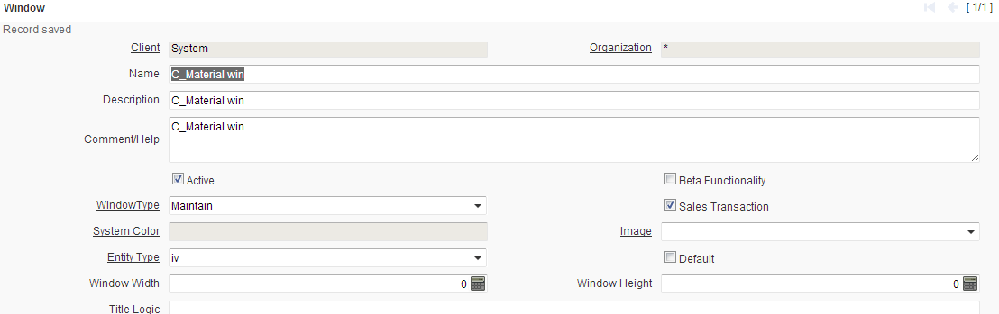 Window [ 1/1 ]
Record saved
Client System Organization *
Name C_Material win
Description C_Material win
Comment/Help C_Material win
Active Beta Functionality
WindowType Maintain Sales Transaction
System Color Image
Entity Type iv Default
Window Width 0 Window Height 0
Title Logic